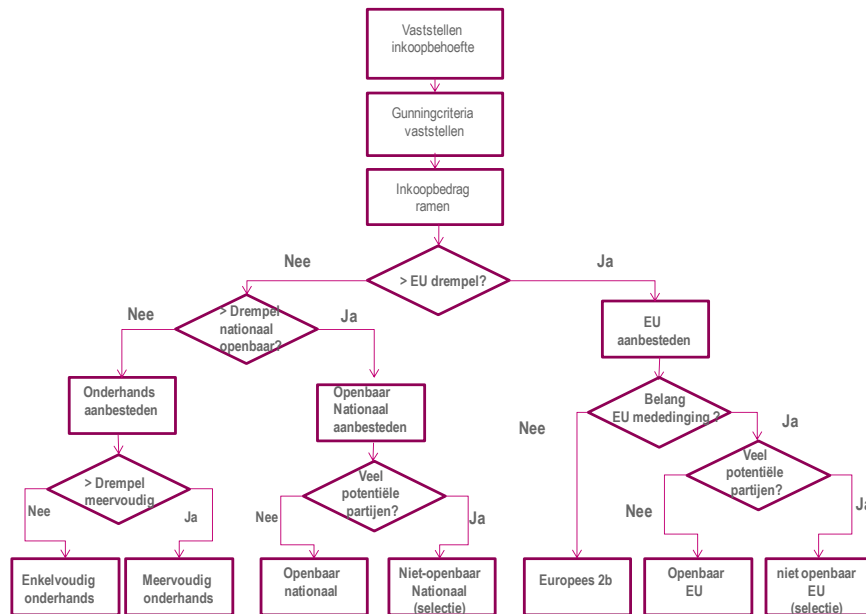 Vaststellen
inkoopbehoefte
Gunningcriteria
vaststellen
Inkoopbedrag
ramen
Nee
> EU drempel?
Ja
Nee
> Drempel
nationaal
openbaar?
Ja
EU
aanbesteden
Onderhands
aanbesteden
Openbaar
Nationaal
aanbesteden
Belang
EU mededinging ?
Nee
Ja
> Drempel
meervoudig
Nee
Ja
Veel
potentiële
partijen?
Nee
Ja
Veel
potentiële
partijen?
Nee
Ja
Enkelvoudig
onderhands
Meervoudig
onderhands
Openbaar
nationaal
Niet-openbaar
Nationaal
(selectie)
Europees 2b
Openbaar
EU
niet openbaar
EU
(selectie)